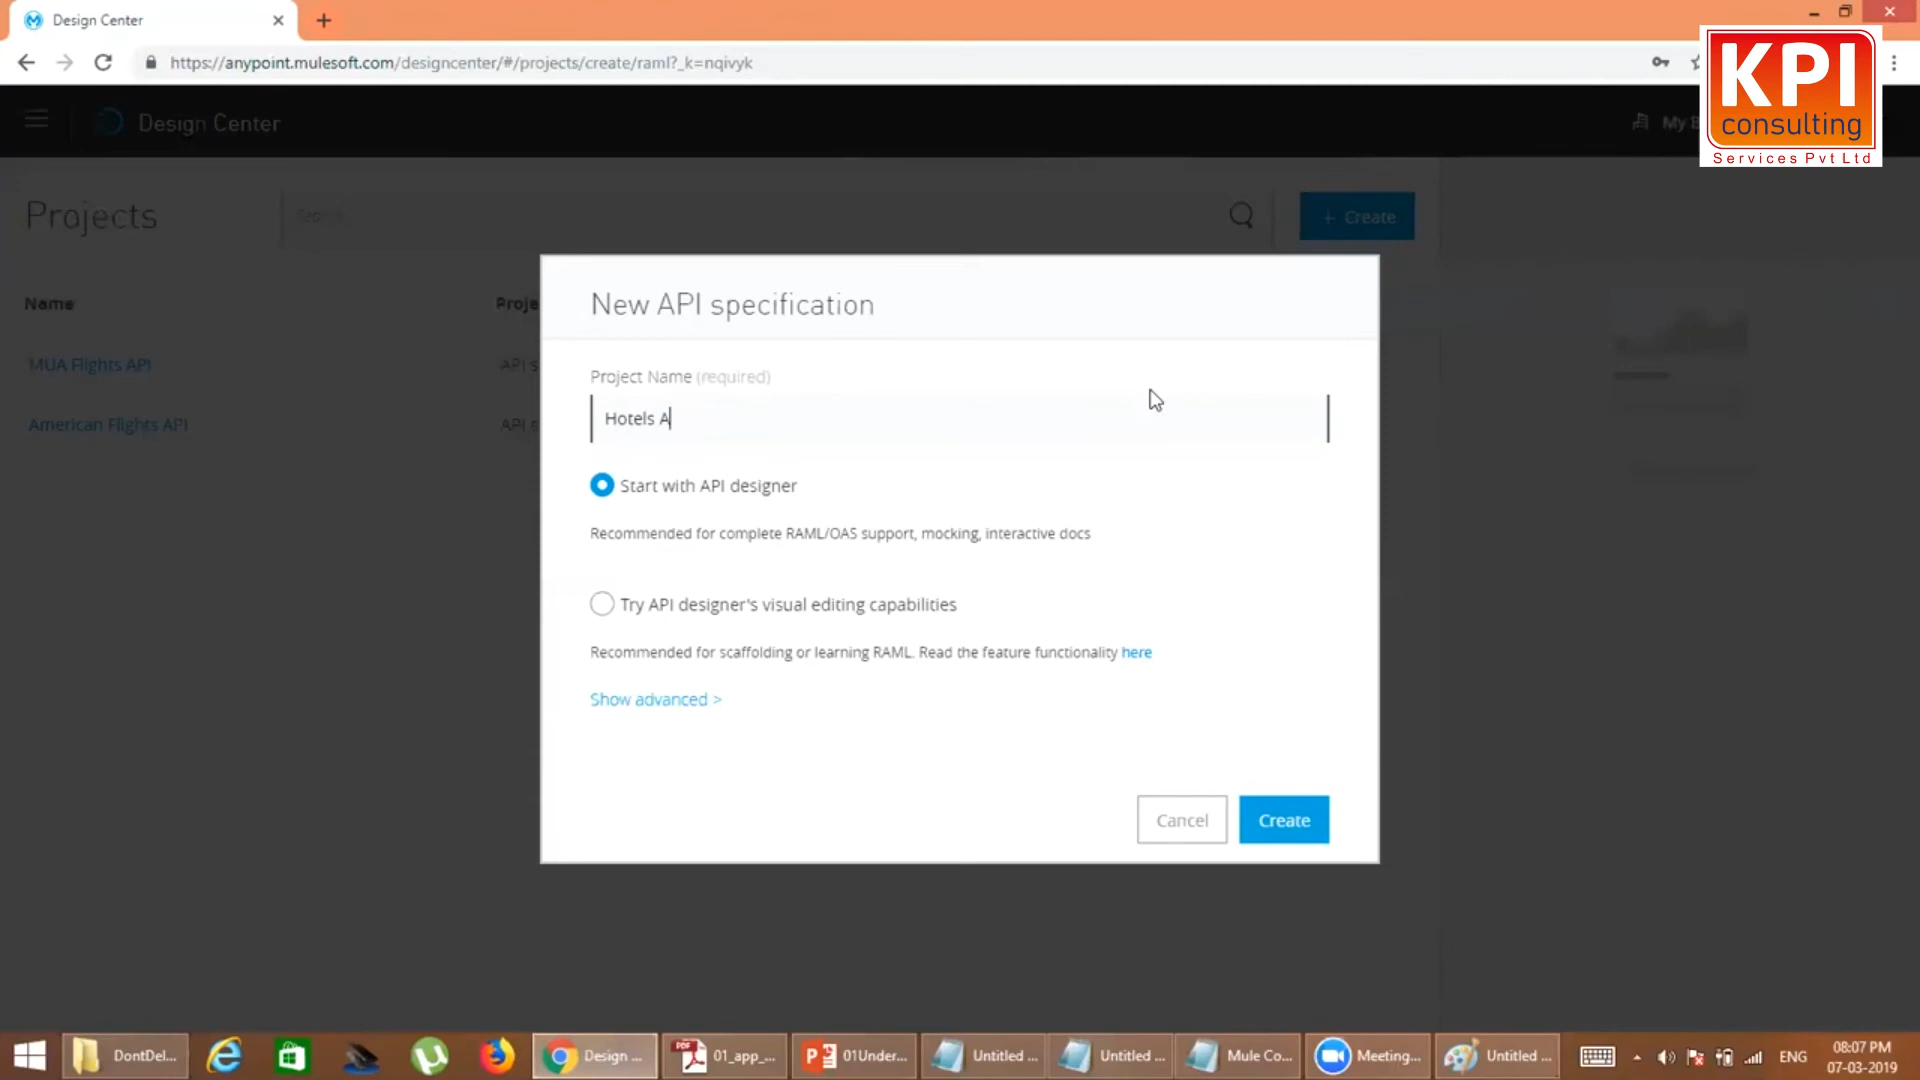 Design Center
https://anypoint.mulesoft.com/designcenter/#/projects/create/raml?_k=nqivyk
KPI
consulting
Services Pvt Ltd
Design Center
My B
Projects
Search
+ Create
Name
Proje
MUA Flights API
API s
American Flights API
API s
New API specification
Project Name (required)
Hotels A
Start with API designer
Recommended for complete RAML/OAS support, mocking, interactive docs
Try API designer's visual editing capabilities
Recommended for scaffolding or learning RAML. Read the feature functionality here
Show advanced >
Cancel
Create
DontDel...
Design ...
01_app_...
01Under...
Untitled ...
Untitled ...
Mule Co...
Meeting...
Untitled ...
ENG
08:07 PM
07-03-2019